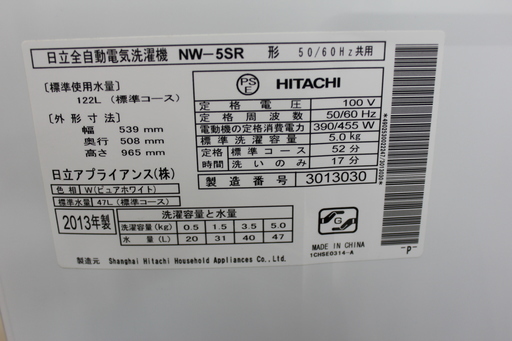 日立全自動電気洗濯機 NW-5SR 形 50/60Hz共用
［標準使用水量］
122L (標準コース)
［外形寸法］
幅 539 mm
奥行 508 mm
高さ 965 mm
日立アプライアンス(株)
色相 W(ピュアホワイト)
標準水量 47L (標準コース)
2013年製
PS
E
HITACHI
定格電圧 100 V
定格周波数 50/60 Hz
電動機の定格消費電力 390/455 W
標準洗濯容量 5.0kg
定格 標準コース 52分
時間 洗いのみ 17分
製造番号 3013030
洗濯容量と水量
洗濯容量(kg) 0.5 1.5 3.5 5.0
水量 (L) 20 31 40 47
G
MADE IN CHINA
1CHSE0314-A
-P-
製造元 Shanghai Hitachi Household Appliances Co., Ltd.